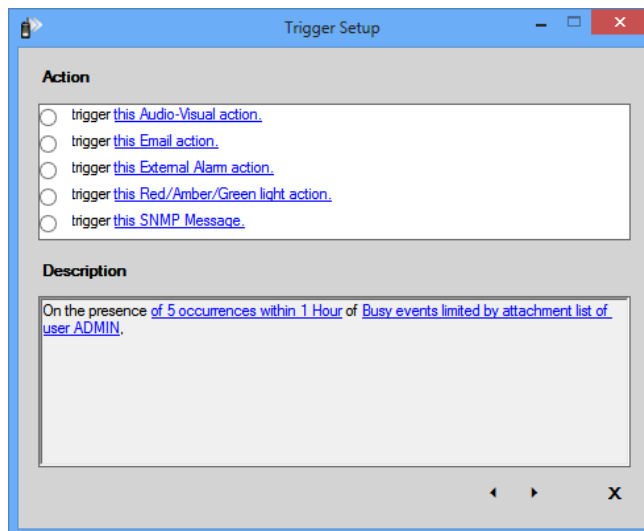 Trigger Setup
Action
trigger this Audio-Visual action.
trigger this Email action.
trigger this External Alarm action.
trigger this Red/Amber/Green light action.
trigger this SNMP Message.
Description
On the presence of 5 occurrences within 1 Hour of Busy events limited by attachment list of
user ADMIN,
X